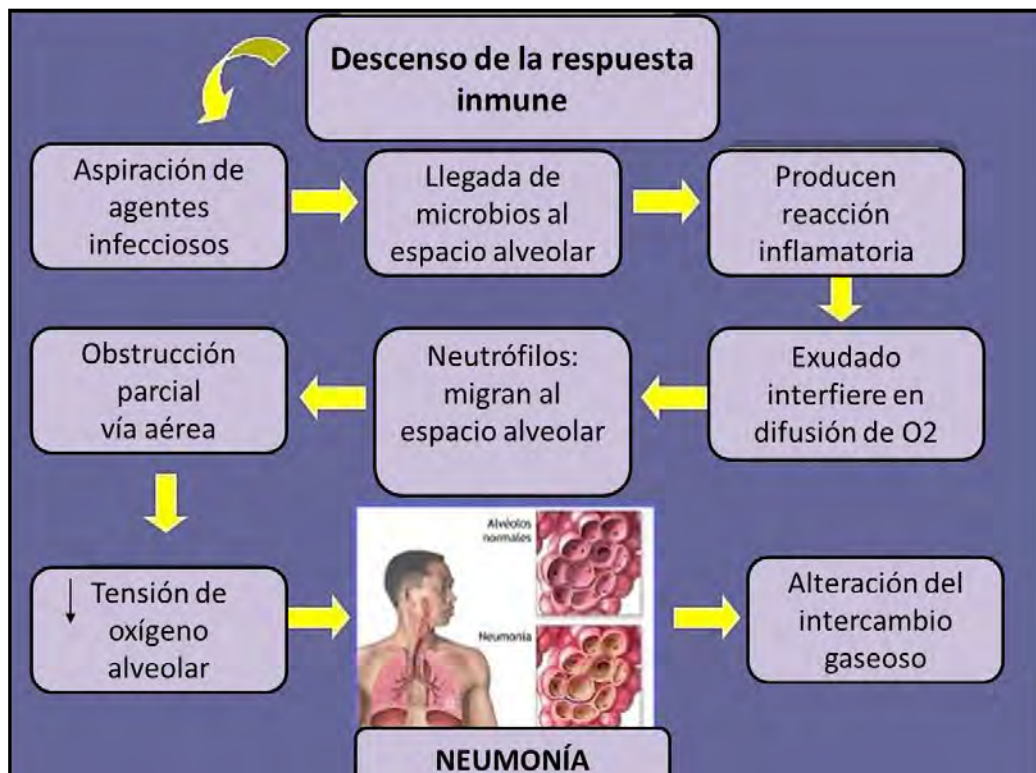 Descenso de la respuesta
inmune
Aspiración de
agentes
infecciosos
Llegada de
microbios al
espacio alveolar
Producen
reacción
inflamatoria
Exudado
interfiere en
difusión de O2
Neutrófilos:
migran al
espacio alveolar
Obstrucción
parcial
vía aérea
↓ Tensión de
oxígeno
alveolar
Alvéolos
normales
Neumonía
NEUMONÍA
Alteración del
intercambio
gaseoso